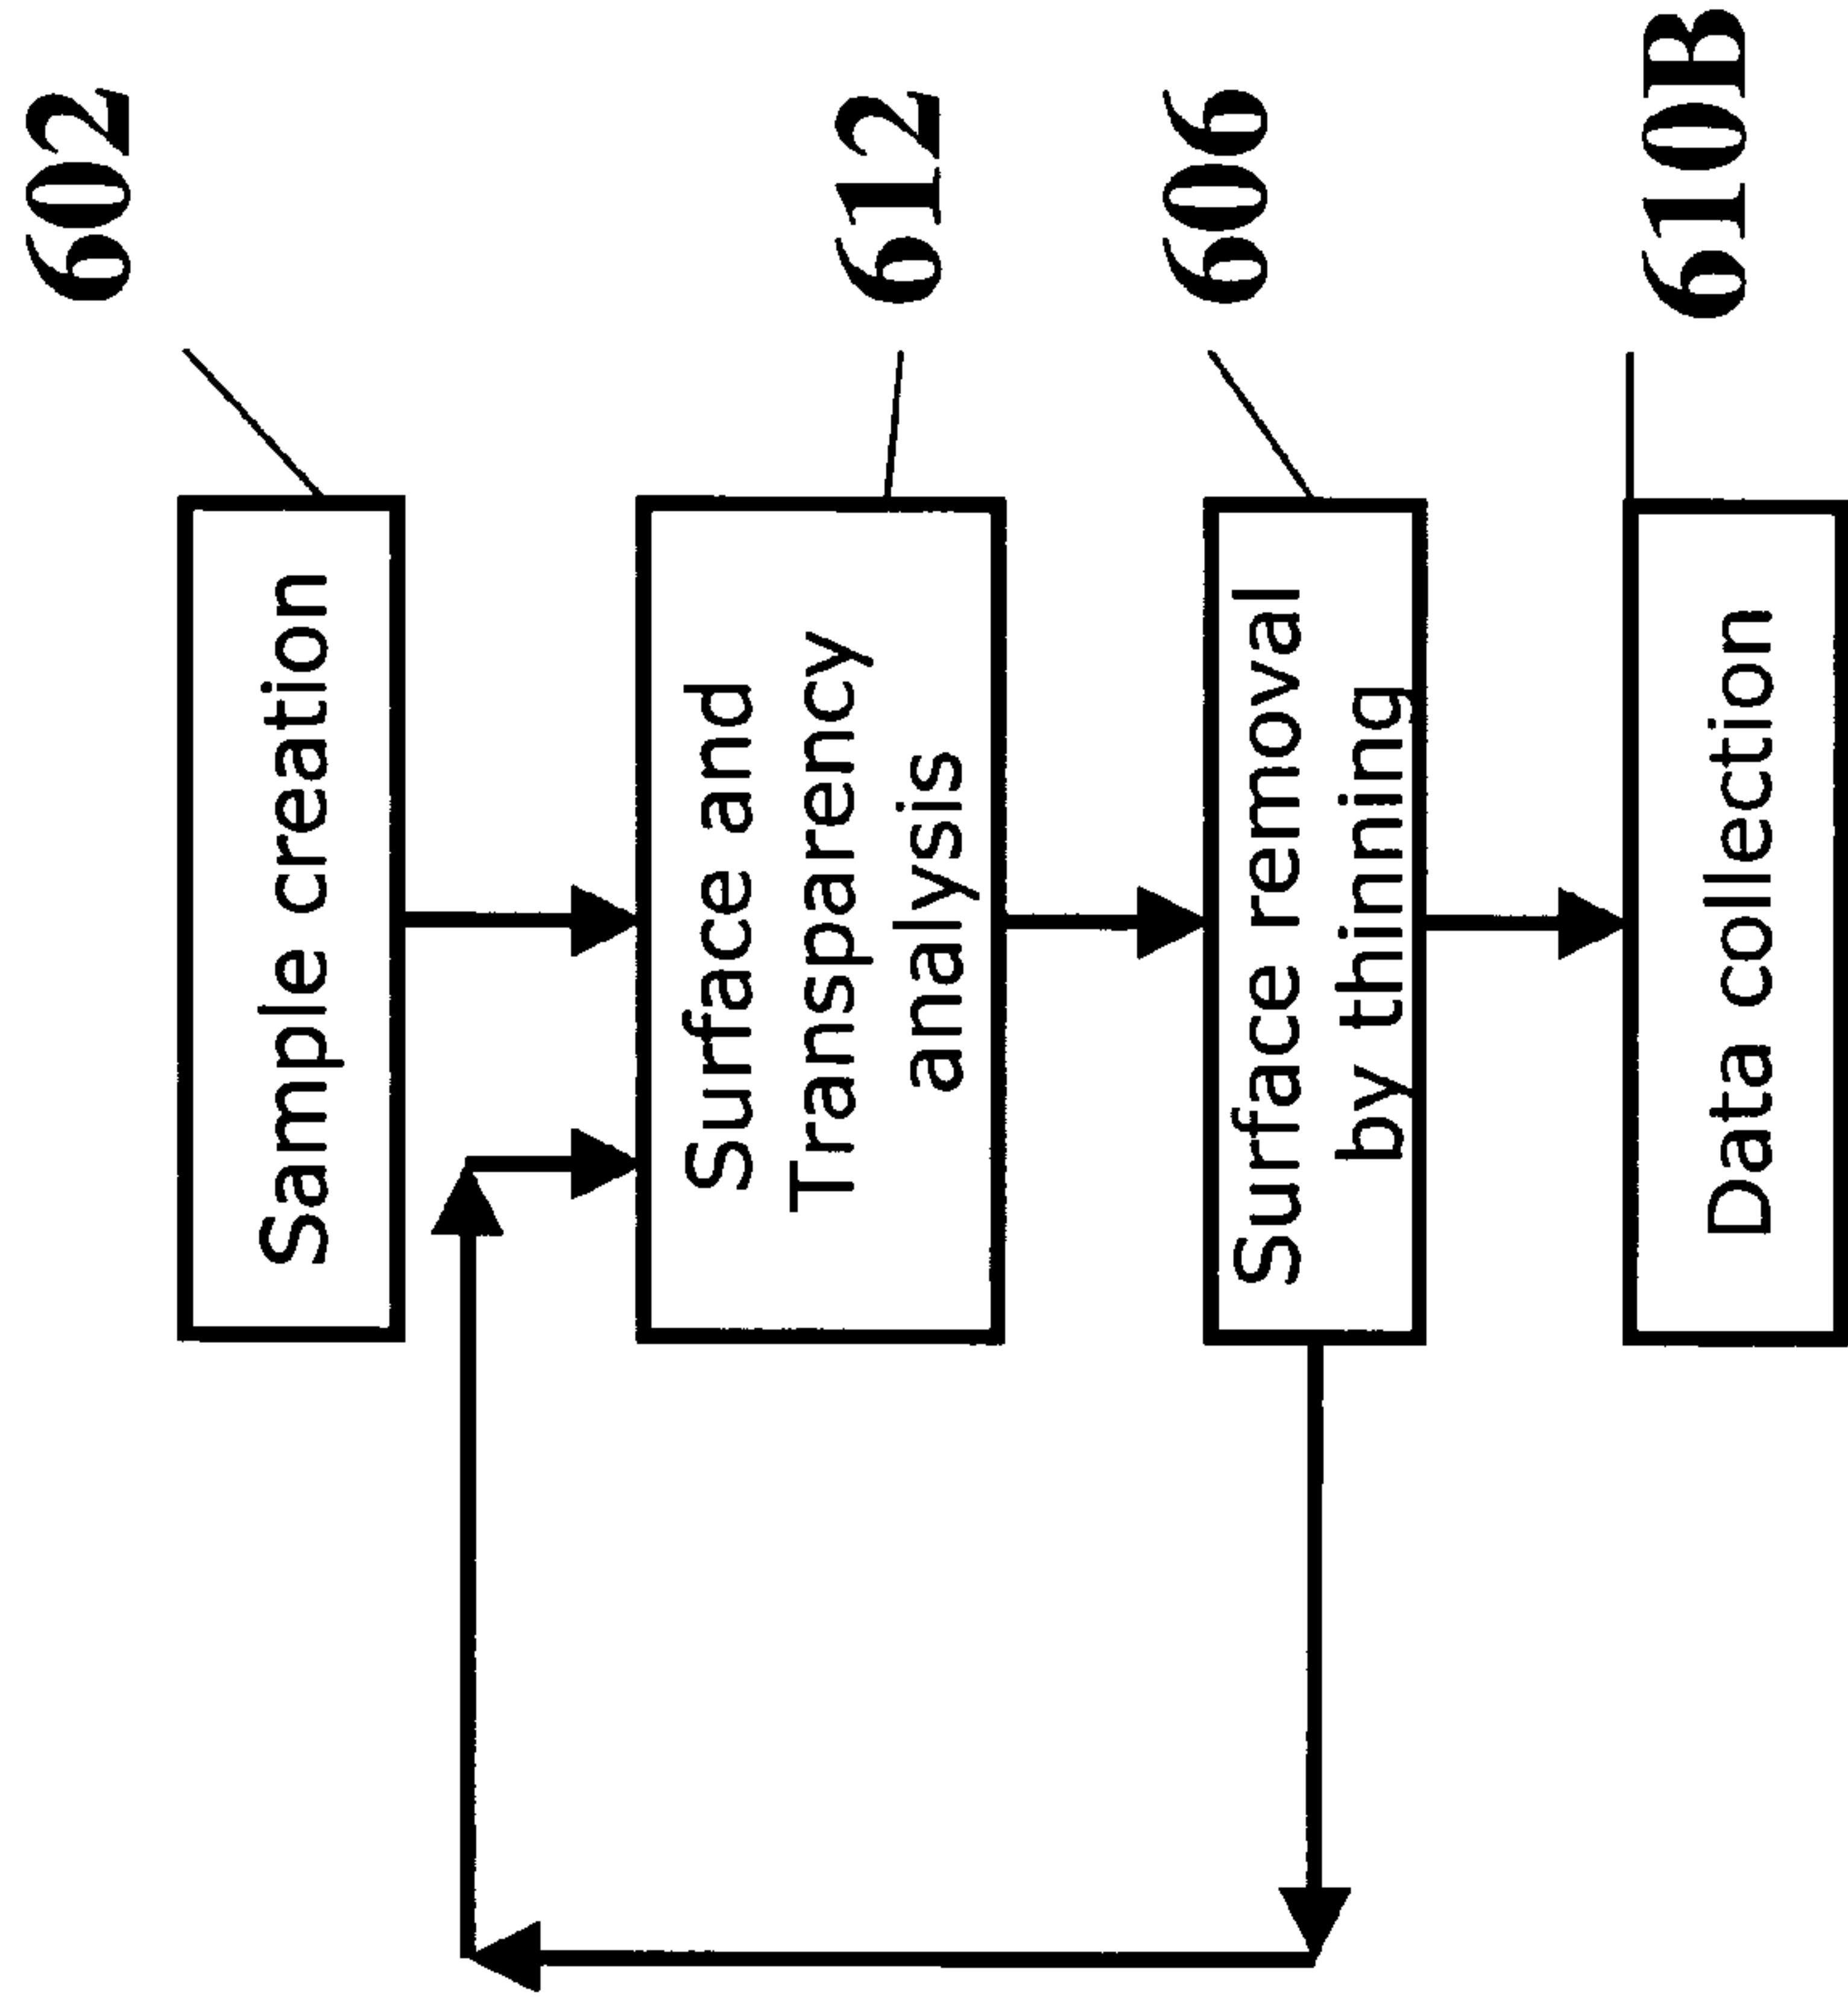 602
Sample creation
612
Surface and
Transparency
analysis
606
Surface removal
by thinning
610B
Data collection